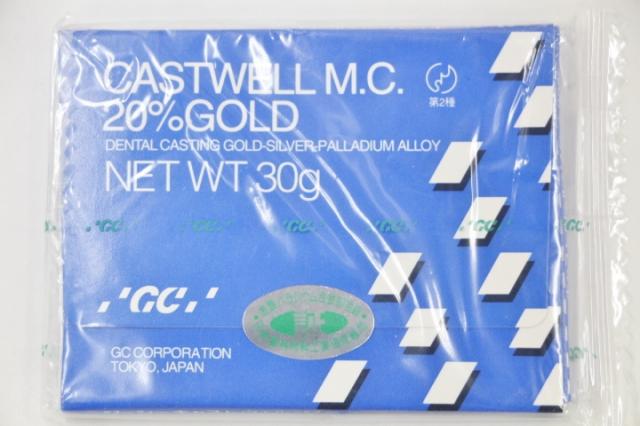 CASTWELL M.C.
20%GOLD
第2種
DENTAL CASTING GOLD-SILVER-PALLADIUM ALLOY
NET WT.30g
GC
GC CORPORATION
TOKYO, JAPAN